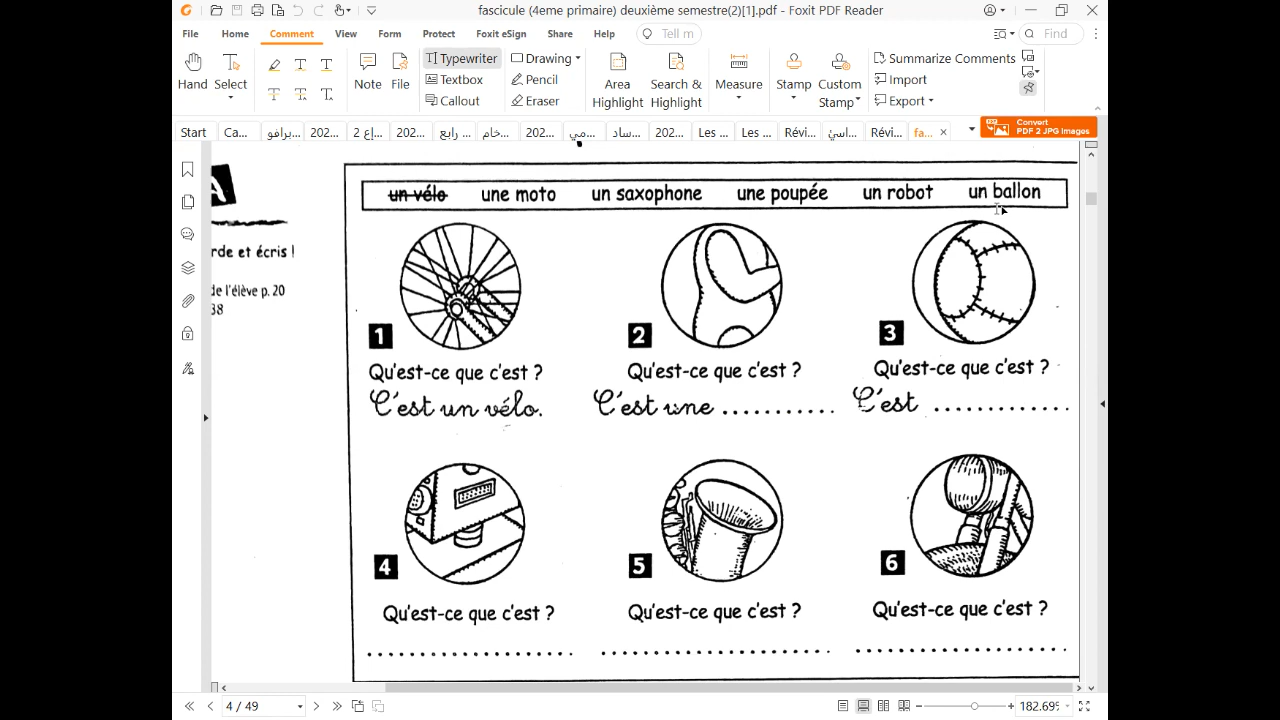 fascicule (4eme primaire) deuxième semestre(2)[1].pdf - Foxit PDF Reader
File Home Comment View Form Protect Foxit eSign Share Help Tell m Find
Hand Select Note File Typewriter Textbox Callout Drawing Pencil Eraser Area Highlight Search & Highlight Measure Stamp Custom Stamp Summarize Comments Import Export
Start Ca... 202... 2 202... 202... 202... Les ... Les ... Révi... Révi... fa... Convert PDF 2 JPG Images
un vélo une moto un saxophone une poupée un robot un ballon
rde et écris !
de l'élève p. 20
38
1 2 3
Qu'est-ce que c'est ? Qu'est-ce que c'est ? Qu'est-ce que c'est ?
C'est un vélo. C'est une ........... C'est .............
4 5 6
Qu'est-ce que c'est ? Qu'est-ce que c'est ? Qu'est-ce que c'est ?
4 / 49 182.69%